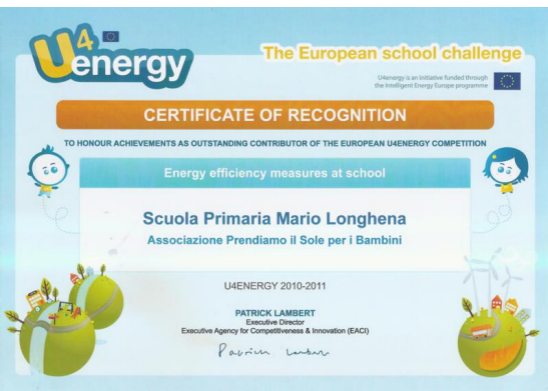 U4energy
The European school challenge
U4energy is an initiative funded through
the Intelligent Energy Europe programme
CERTIFICATE OF RECOGNITION
TO HONOUR ACHIEVEMENTS AS OUTSTANDING CONTRIBUTOR OF THE EUROPEAN U4ENERGY COMPETITION
Energy efficiency measures at school
Scuola Primaria Mario Longhena
Associazione Prendiamo il Sole per i Bambini
U4ENERGY 2010-2011
PATRICK LAMBERT
Executive Director
Executive Agency for Competitiveness & Innovation (EACI)
Patrick Lambert